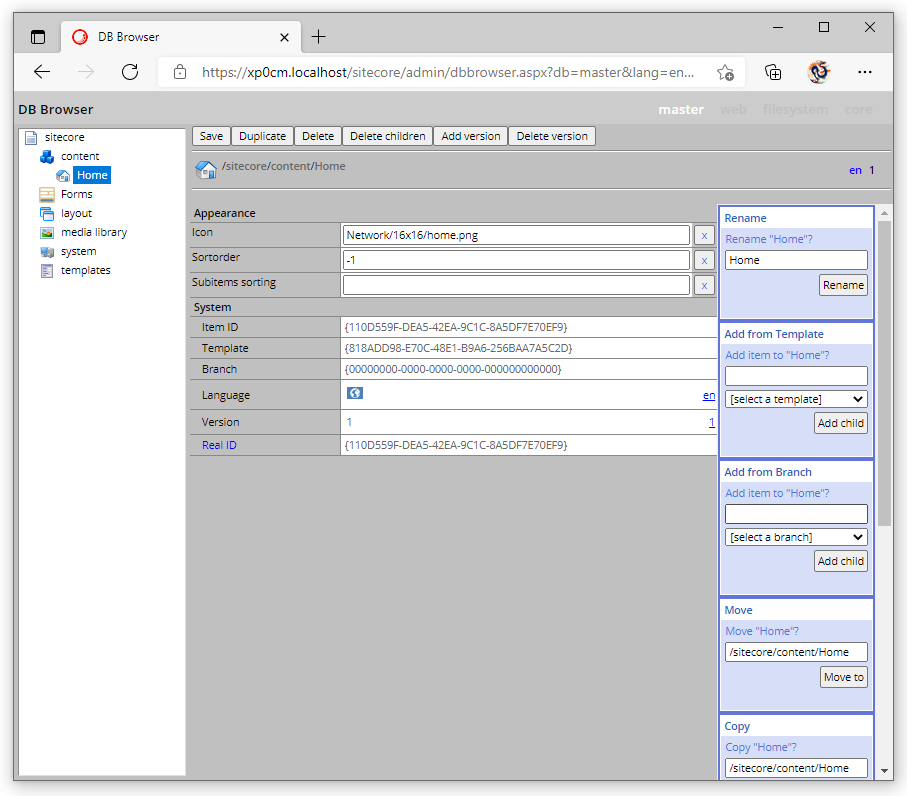 DB Browser
https://xp0cm.localhost/sitecore/admin/dbbrowser.aspx?db=master&lang=en...
DB Browser
master web filesystem core
sitecore
content
Home
Forms
layout
media library
system
templates
Save Duplicate Delete Delete children Add version Delete version
/sitecore/content/Home
en 1
Appearance
Icon Network/16x16/home.png x
Sortorder -1 x
Subitems sorting x
System
Item ID {110D559F-DEA5-42EA-9C1C-8A5DF7E70EF9}
Template {818ADD98-E70C-48E1-B9A6-256BAA7A5C2D}
Branch {00000000-0000-0000-0000-000000000000}
Language en
Version 1 1
Real ID {110D559F-DEA5-42EA-9C1C-8A5DF7E70EF9}
Rename
Rename "Home"?
Home
Rename
Add from Template
Add item to "Home"?
[select a template]
Add child
Add from Branch
Add item to "Home"?
[select a branch]
Add child
Move
Move "Home"?
/sitecore/content/Home
Move to
Copy
Copy "Home"?
/sitecore/content/Home